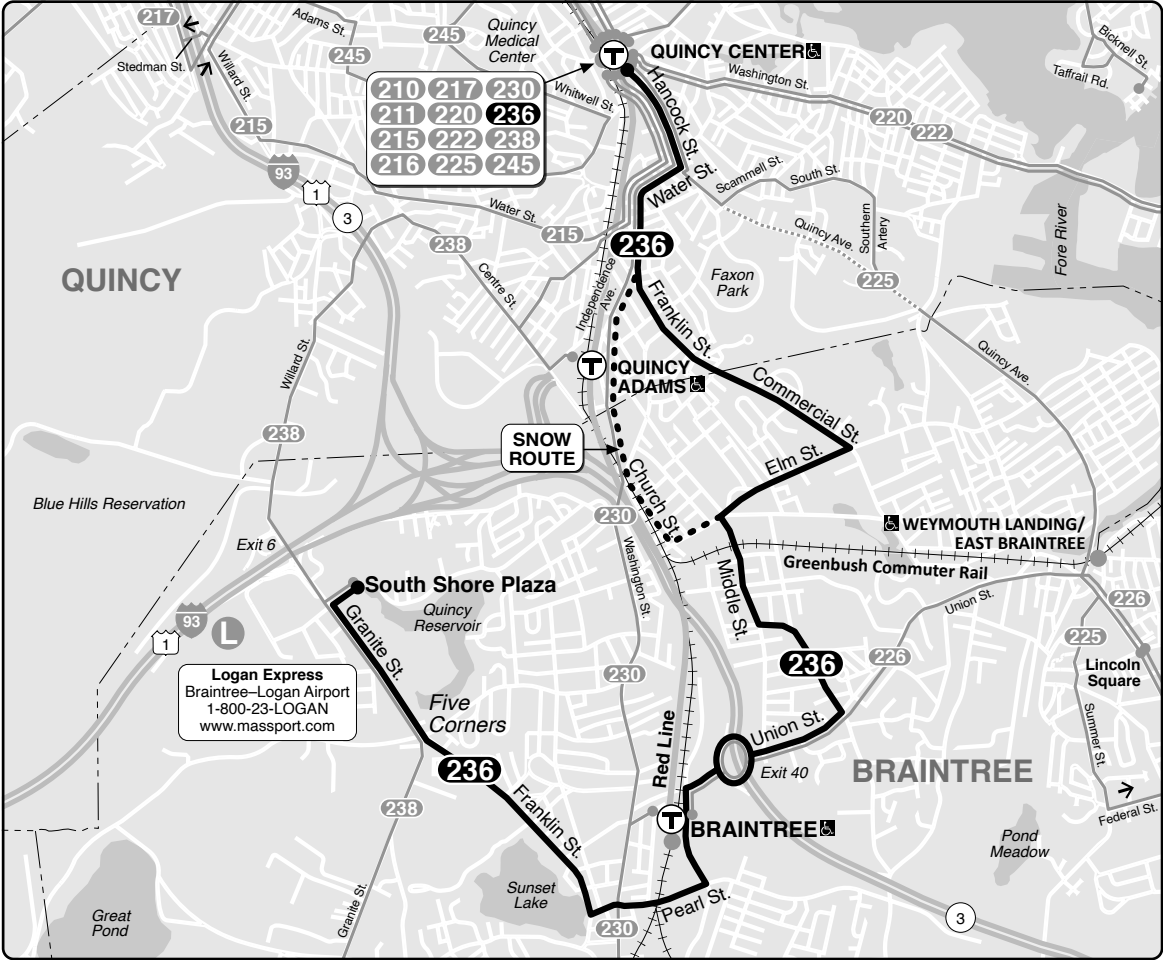 217
Adams St.
245
245
Quincy
Medical
Center
T
QUINCY CENTER
Bicknell St.
Taffrail Rd.
Stedman St.
Willard St.
Hancock St.
Washington St.
210 217 230
211 220 236
215 222 238
216 225 245
Whitwell St.
220
222
215
93
1
3
Water St.
Scammell St.
South St.
Water St.
215
238
236
Quincy Ave.
Southern
Artery
Fore River
QUINCY
Centre St.
Independence
Ave.
Faxon
Park
225
Franklin St.
Willard St.
T
QUINCY
ADAMS
Quincy Ave.
Commercial St.
238
SNOW
ROUTE
Elm St.
Church St.
Blue Hills Reservation
230
WEYMOUTH LANDING/
EAST BRAINTREE
Exit 6
Greenbush Commuter Rail
Washington St.
Middle St.
South Shore Plaza
Quincy
Reservoir
Union St.
226
93
1
L
Granite St.
225
226
236
Logan Express
Braintree–Logan Airport
1-800-23-LOGAN
www.massport.com
230
Lincoln
Square
Five
Corners
Union St.
Red Line
Summer St.
236
Exit 40
BRAINTREE
238
Franklin St.
T
BRAINTREE
Federal St.
Pond
Meadow
Granite St.
Sunset
Lake
Pearl St.
Great
Pond
230
3